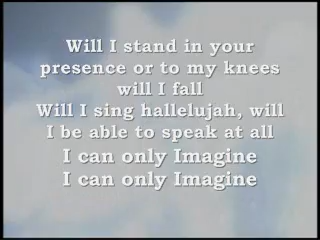 Will I stand in your
presence or to my knees
will I fall
Will I sing hallelujah, will
I be able to speak at all
I can only Imagine
I can only Imagine